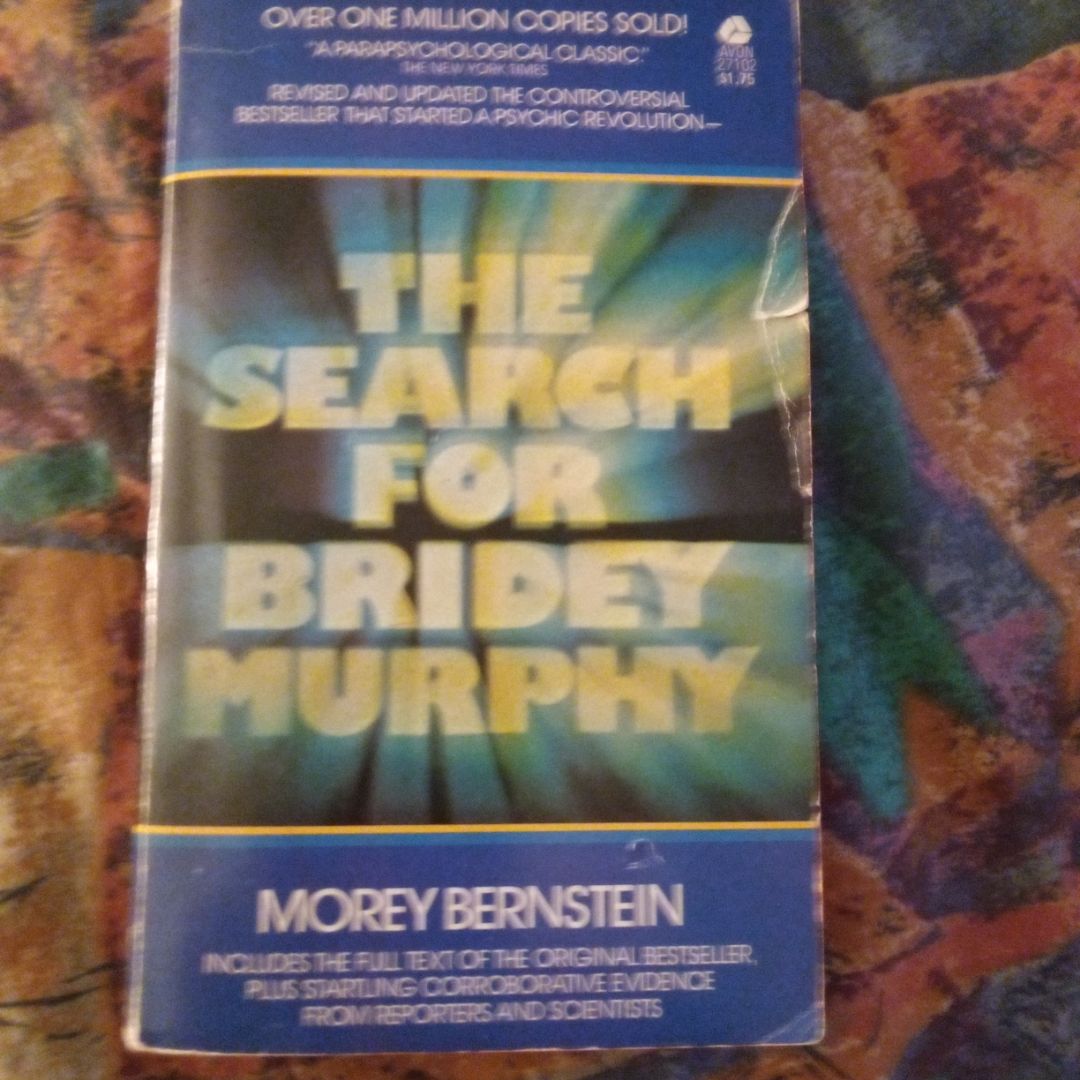 OVER ONE MILLION COPIES SOLD!
"A PARAPSYCHOLOGICAL CLASSIC."
THE NEW YORK TIMES
REVISED AND UPDATED THE CONTROVERSIAL
BESTSELLER THAT STARTED A PSYCHIC REVOLUTION—
AVON
27102
$1.75
THE
SEARCH
FOR
BRIDEY
MURPHY
MOREY BERNSTEIN
INCLUDES THE FULL TEXT OF THE ORIGINAL BESTSELLER,
PLUS STARTLING CORROBORATIVE EVIDENCE
FROM REPORTERS AND SCIENTISTS